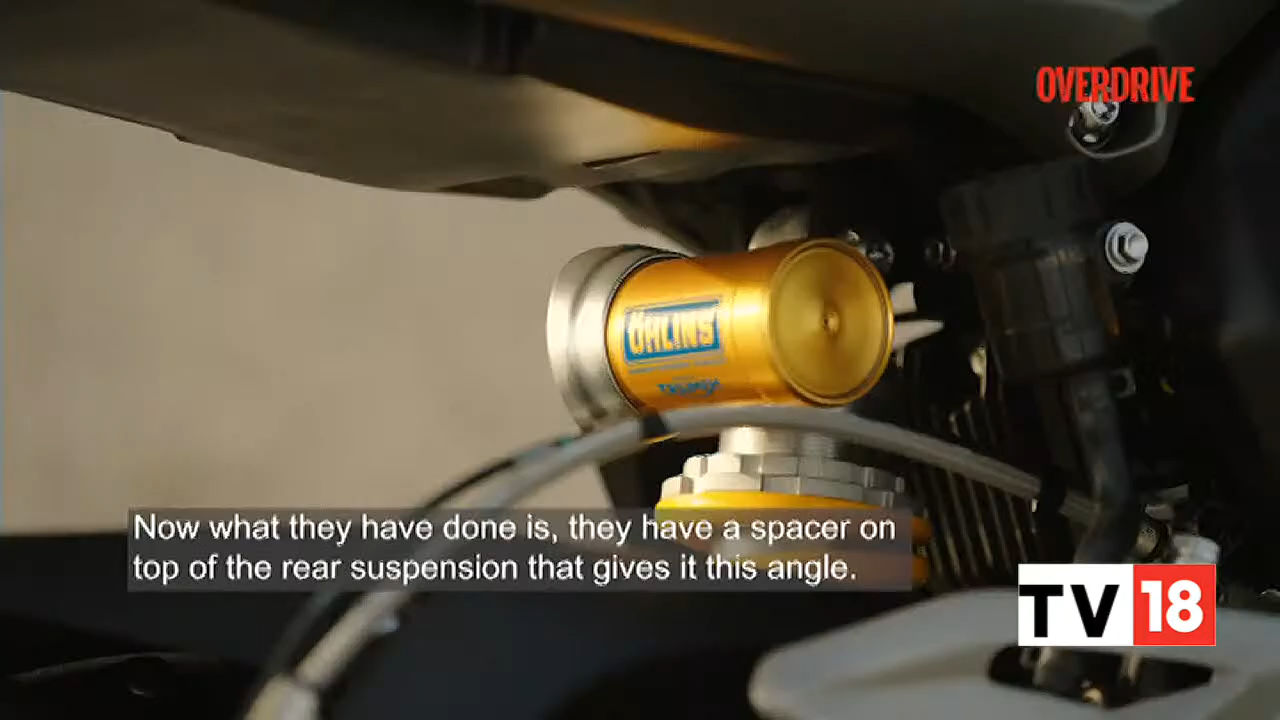 OVERDRIVE
ÖHLINS
Now what they have done is, they have a spacer on
top of the rear suspension that gives it this angle.
TV18